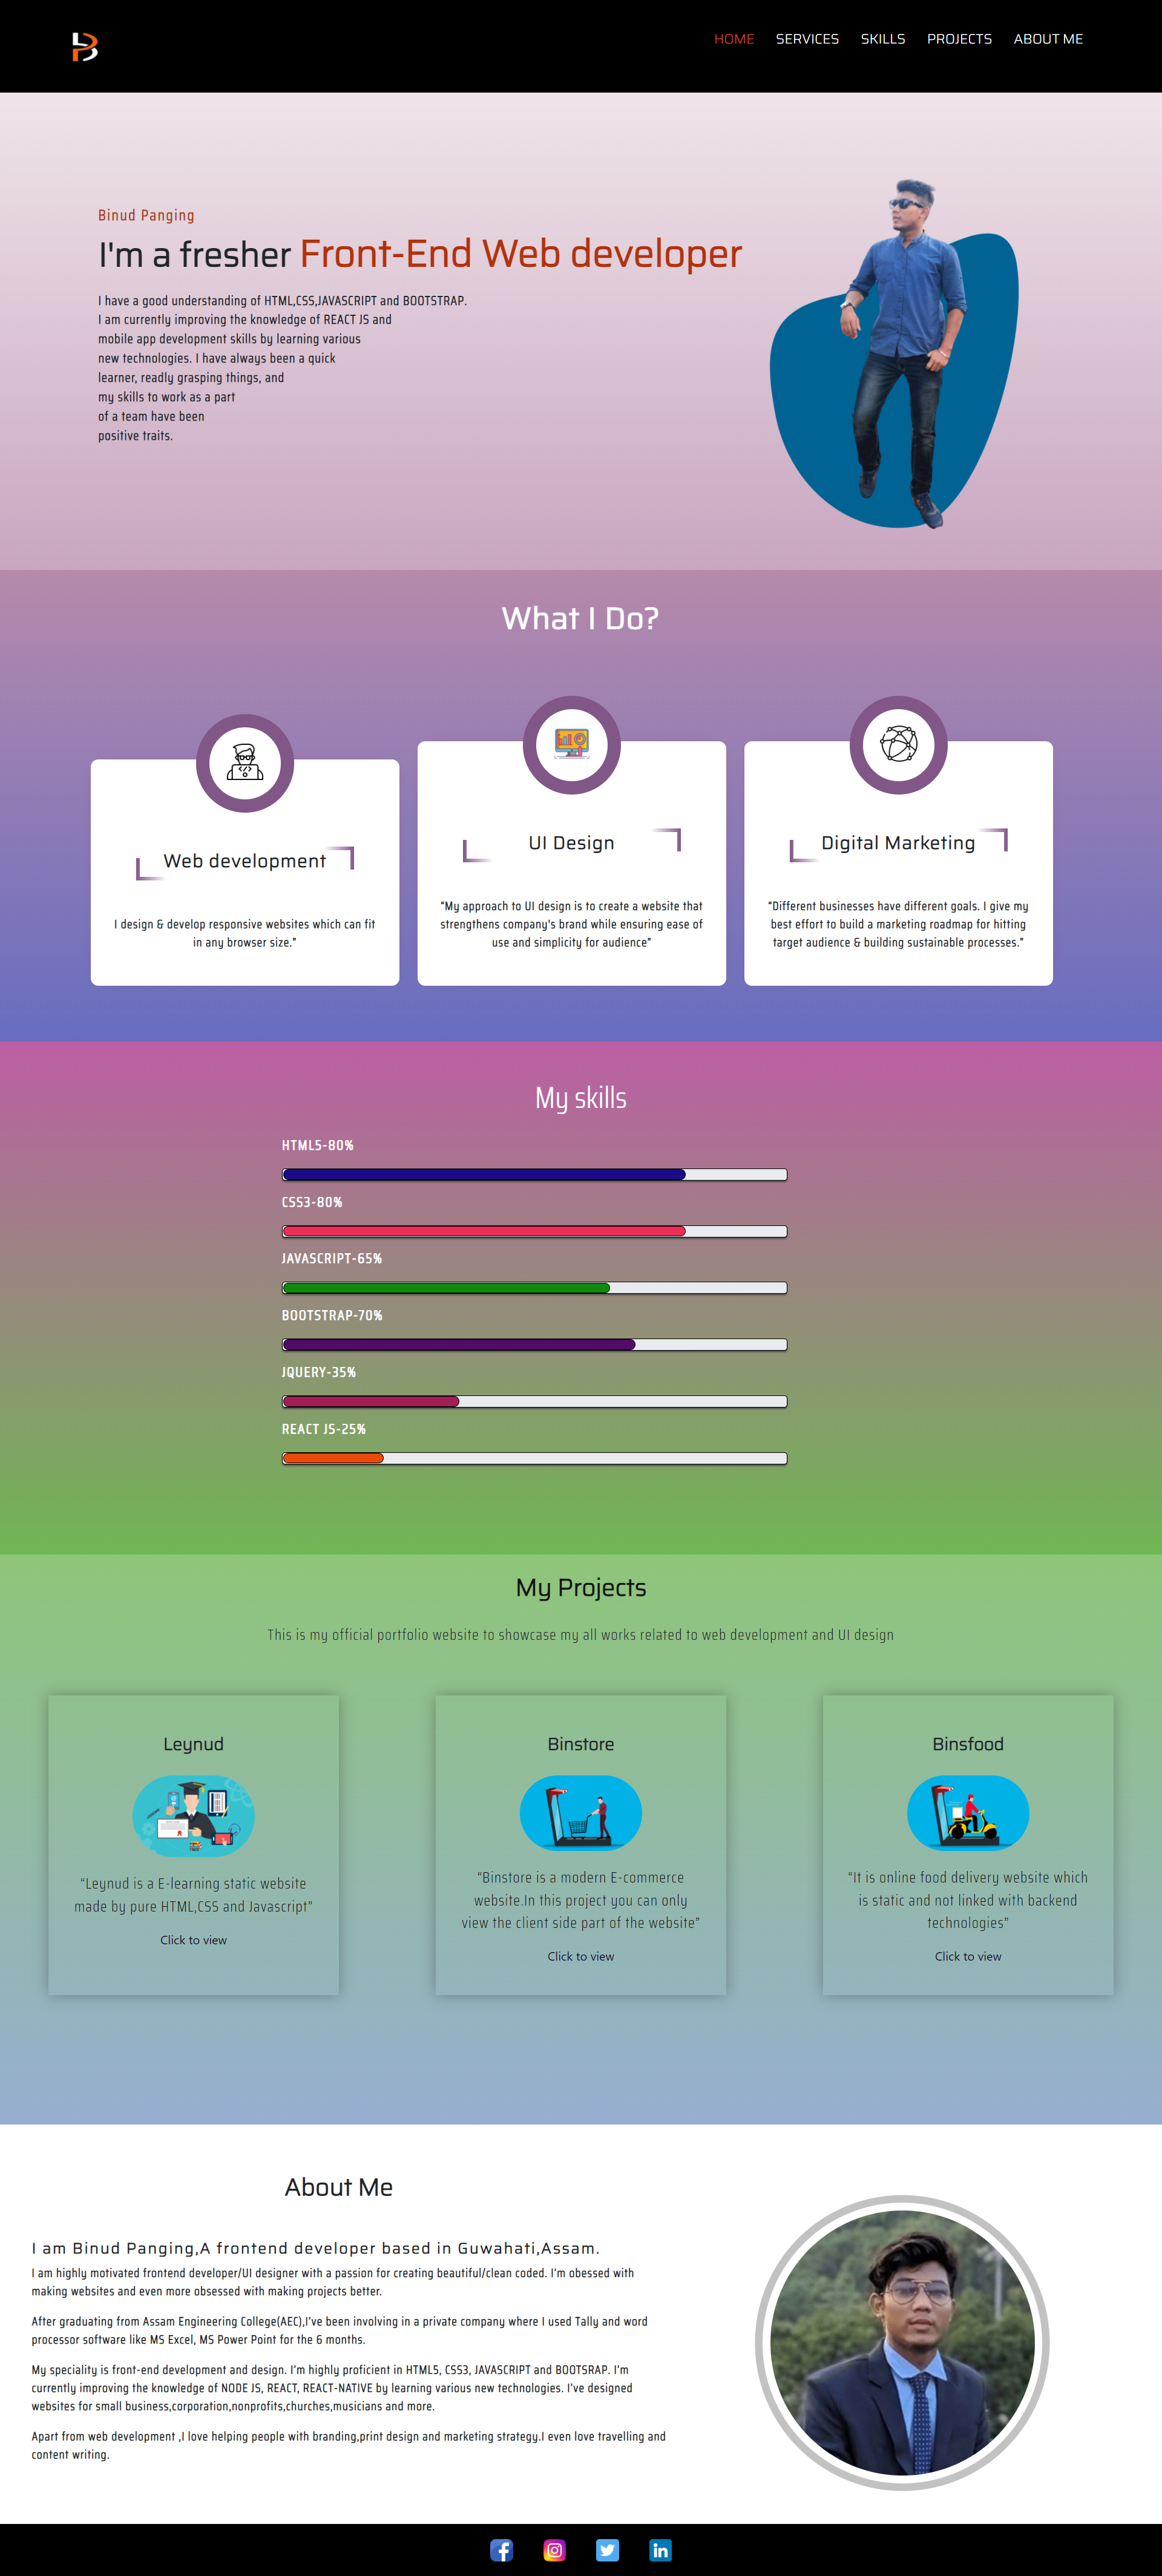 HOME SERVICES SKILLS PROJECTS ABOUT ME
Binud Panging
I'm a fresher Front-End Web developer
I have a good understanding of HTML,CSS,JAVASCRIPT and BOOTSTRAP.
I am currently improving the knowledge of REACT JS and
mobile app development skills by learning various
new technologies. I have always been a quick
learner, readly grasping things, and
my skills to work as a part
of a team have been
positive traits.
What I Do?
Web development
I design & develop responsive websites which can fit
in any browser size.”
UI Design
“My approach to UI design is to create a website that
strengthens company's brand while ensuring ease of
use and simplicity for audience”
Digital Marketing
“Different businesses have different goals. I give my
best effort to build a marketing roadmap for hitting
target audience & building sustainable processes.”
My skills
HTML5-80%
CSS3-80%
JAVASCRIPT-65%
BOOTSTRAP-70%
JQUERY-35%
REACT JS-25%
My Projects
This is my official portfolio website to showcase my all works related to web development and UI design
Leynud
“Leynud is a E-learning static website
made by pure HTML,CSS and Javascript”
Click to view
Binstore
“Binstore is a modern E-commerce
website.In this project you can only
view the client side part of the website”
Click to view
Binsfood
“It is online food delivery website which
is static and not linked with backend
technologies”
Click to view
About Me
I am Binud Panging,A frontend developer based in Guwahati,Assam.
I am highly motivated frontend developer/UI designer with a passion for creating beautiful/clean coded. I'm obessed with
making websites and even more obsessed with making projects better.
After graduating from Assam Engineering College(AEC),I've been involving in a private company where I used Tally and word
processor software like MS Excel, MS Power Point for the 6 months.
My speciality is front-end development and design. I'm highly proficient in HTML5, CSS3, JAVASCRIPT and BOOTSRAP. I'm
currently improving the knowledge of NODE JS, REACT, REACT-NATIVE by learning various new technologies. I've designed
websites for small business,corporation,nonprofits,churches,musicians and more.
Apart from web development ,I love helping people with branding,print design and marketing strategy.I even love travelling and
content writing.